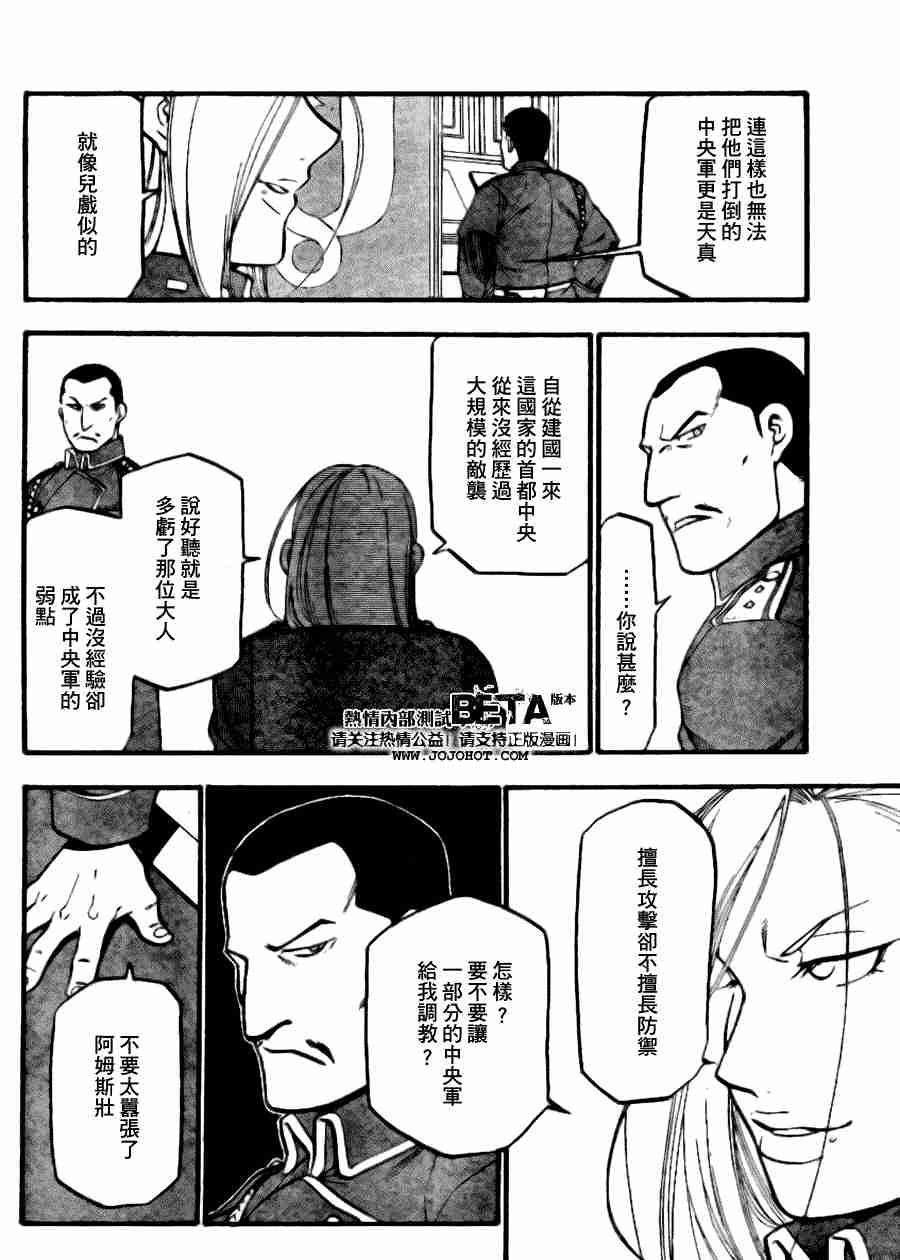 連這樣也無法
把他們打倒的
中央軍更是天真
就像兒戲似的
……你說甚麼？
自從建國一來
這國家的首都中央
從來沒經歷過
大規模的敵襲
說好聽就是
多虧了那位大人
不過沒經驗卻
成了中央軍的
弱點
熱情內部測試BETA版本
请关注热情公益！请支持正版漫画！
WWW.JOJOHOT.COM
擅長攻擊卻不擅長防禦
怎樣？
要不要讓
一部分的中央軍
給我調教？
不要太囂張了
阿姆斯壯